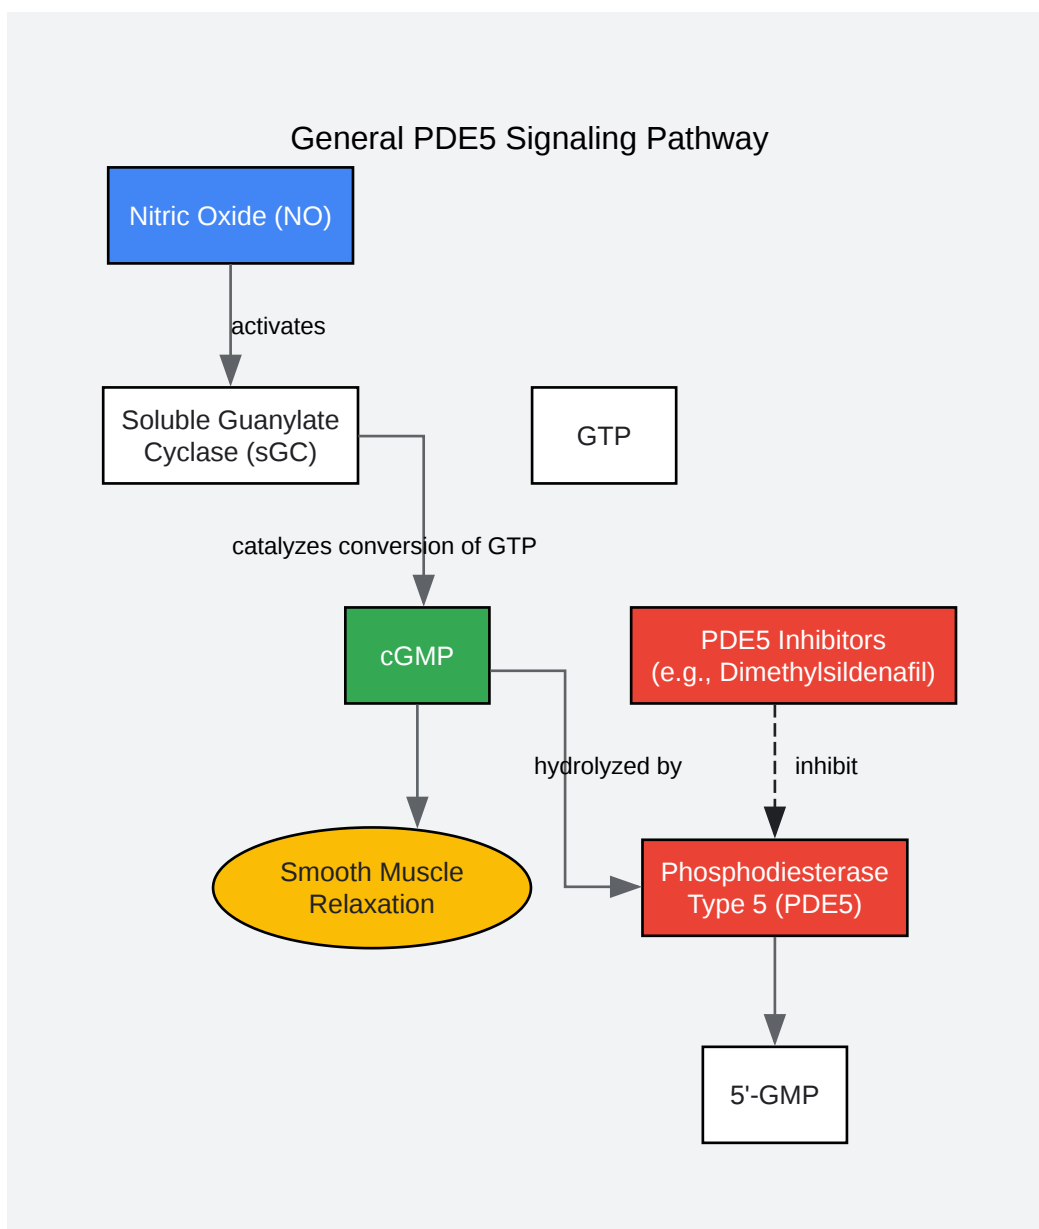 General PDE5 Signaling Pathway
Nitric Oxide (NO)
activates
Soluble Guanylate
Cyclase (sGC)
GTP
catalyzes conversion of GTP
cGMP
PDE5 Inhibitors
(e.g., Dimethylsildenafil)
hydrolyzed by
inhibit
Smooth Muscle
Relaxation
Phosphodiesterase
Type 5 (PDE5)
5'-GMP